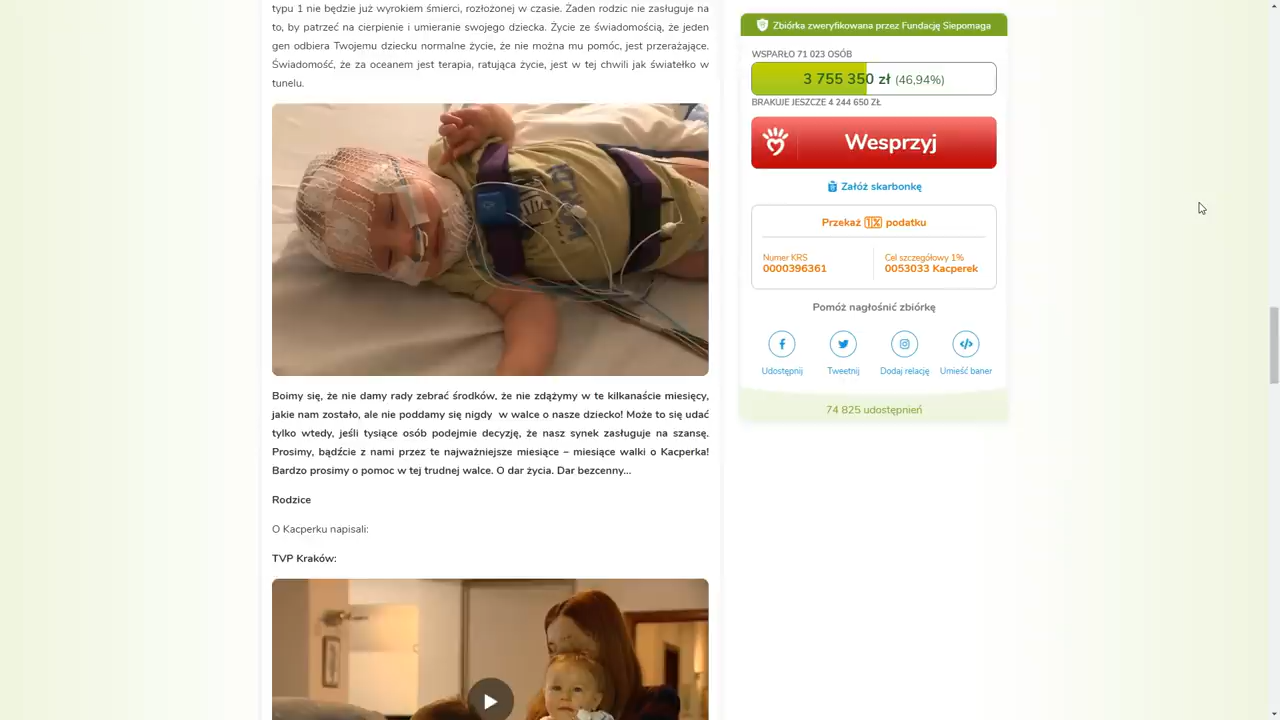 typu 1 nie będzie już wyrokiem śmierci, rozłożonej w czasie. Żaden rodzic nie zasługuje na
to, by patrzeć na cierpienie i umieranie swojego dziecka. Życie ze świadomością, że jeden
gen odbiera Twojemu dziecku normalne życie, że nie można mu pomóc, jest przerażające.
Świadomość, że za oceanem jest terapia, ratująca życie, jest w tej chwili jak światełko w
tunelu.
Boimy się, że nie damy rady zebrać środków, że nie zdążymy w te kilkanaście miesięcy,
jakie nam zostało, ale nie poddamy się nigdy w walce o nasze dziecko! Może to się udać
tylko wtedy, jeśli tysiące osób podejmie decyzję, że nasz synek zasługuje na szansę.
Prosimy, bądźcie z nami przez te najważniejsze miesiące – miesiące walki o Kacperka!
Bardzo prosimy o pomoc w tej trudnej walce. O dar życia. Dar bezcenny...
Rodzice
O Kacperku napisali:
TVP Kraków:
Zbiórka zweryfikowana przez Fundację Siepomaga
WSPARŁO 71 023 OSÓB
3 755 350 zł (46,94%)
BRAKUJE JESZCZE 4 244 650 ZŁ
Wesprzyj
Załóż skarbonkę
Przekaż 1% podatku
Numer KRS
0000396361
Cel szczegółowy 1%
0053033 Kacperek
Pomóż nagłośnić zbiórkę
Udostępnij
Tweetnij
Dodaj relację
Umieść baner
74 825 udostępnień